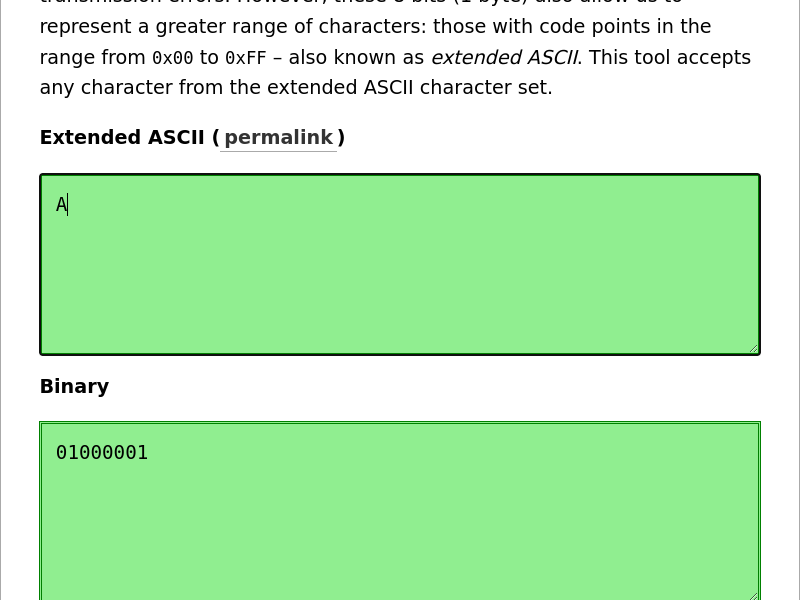 represent a greater range of characters: those with code points in the
range from 0x00 to 0xFF – also known as extended ASCII. This tool accepts
any character from the extended ASCII character set.
Extended ASCII (permalink)
A
Binary
01000001